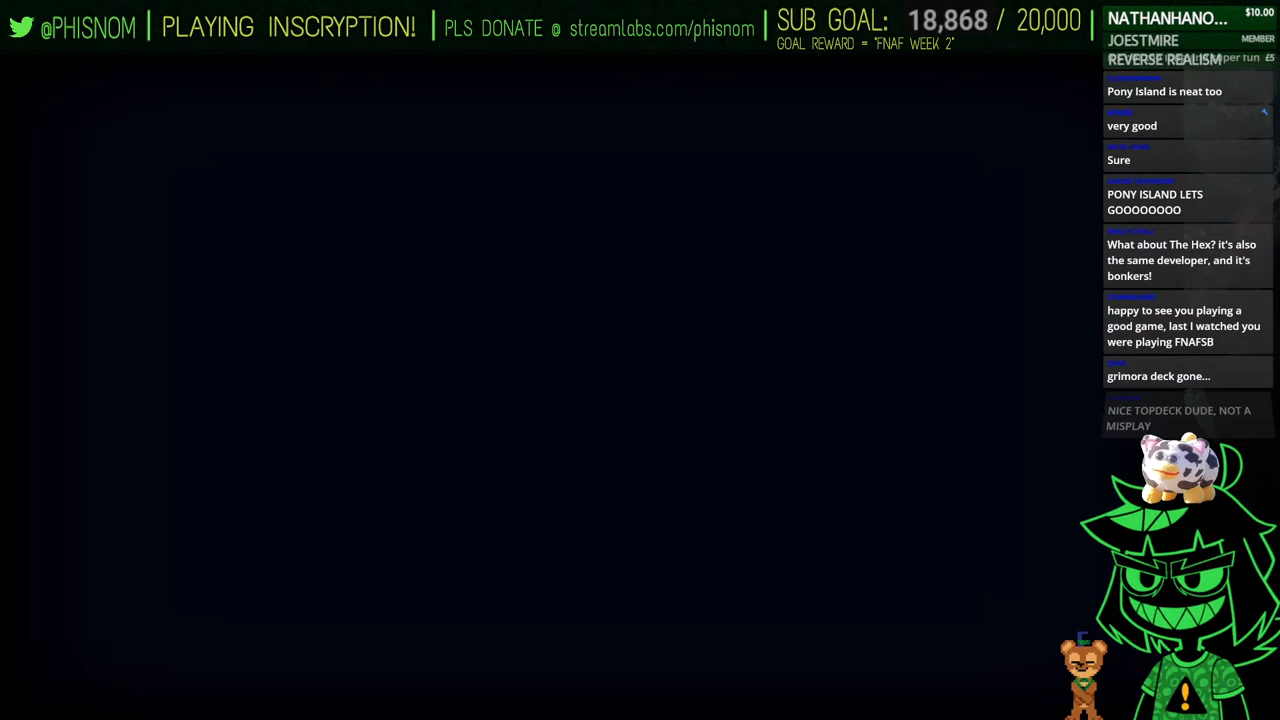 @PHISNOM
PLAYING INSCRYPTION!
PLS DONATE @ streamlabs.com/phisnom
SUB GOAL: 18,868 / 20,000
GOAL REWARD = "FNAF WEEK 2"
NATHANHANO... $10.00
JOESTMIRE MEMBER
REVERSE REALISM £5
Pony Island is neat too
very good
Sure
PONY ISLAND LETS
GOOOOOOOO
What about The Hex? it's also
the same developer, and it's
bonkers!
happy to see you playing a
good game, last I watched you
were playing FNAFSB
grimora deck gone...
NICE TOPDECK DUDE, NOT A
MISPLAY